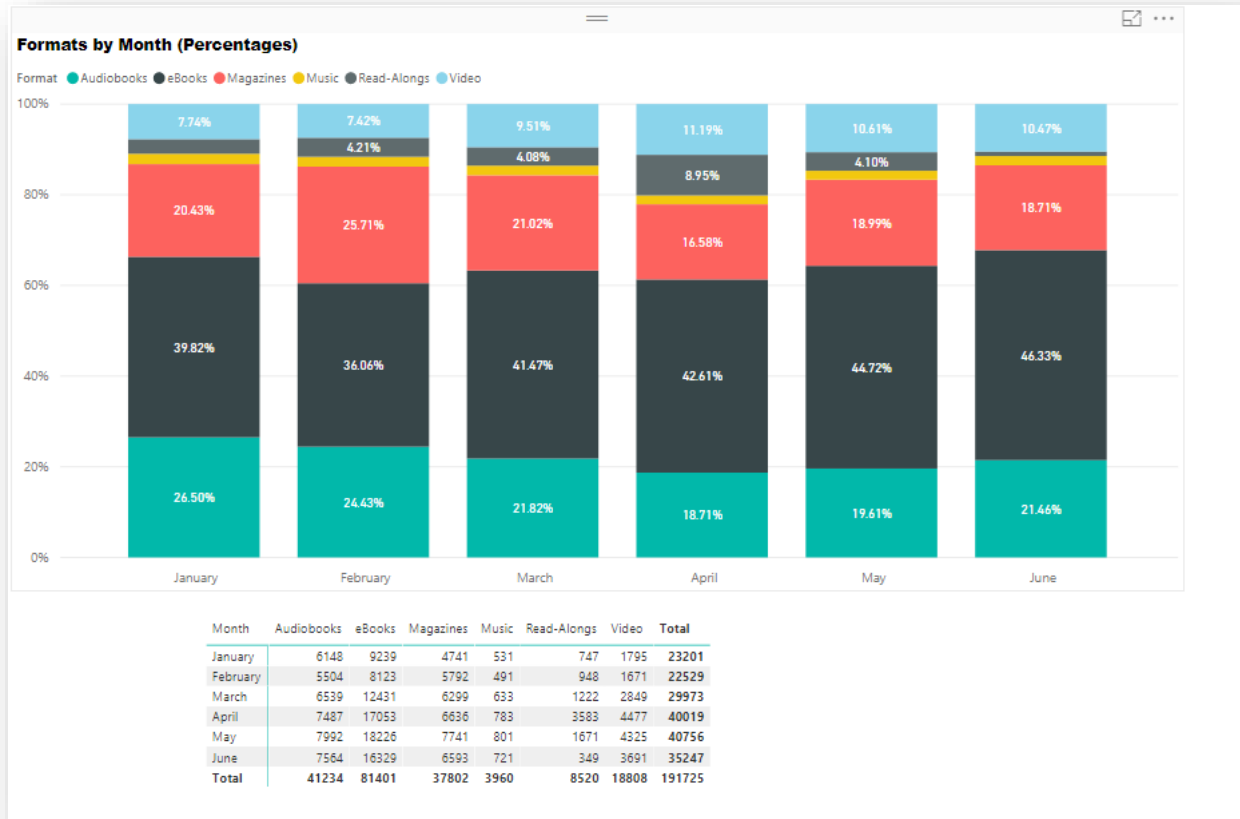 Formats by Month (Percentages)
Format Audiobooks eBooks Magazines Music Read-Alongs Video
100%
7.74% 7.42% 9.51% 11.19% 10.61% 10.47%
4.21% 4.08% 8.95% 4.10%
80%
20.43% 25.71% 21.02% 16.58% 18.99% 18.71%
60%
39.82% 36.06% 41.47% 42.61% 44.72% 46.33%
40%
20%
26.50% 24.43% 21.82% 18.71% 19.61% 21.46%
0%
January February March April May June
Month Audiobooks eBooks Magazines Music Read-Alongs Video Total
January 6148 9239 4741 531 747 1795 23201
February 5504 8123 5792 491 948 1671 22529
March 6539 12431 6299 633 1222 2849 29973
April 7487 17053 6636 783 3583 4477 40019
May 7992 18226 7741 801 1671 4325 40756
June 7564 16329 6593 721 349 3691 35247
Total 41234 81401 37802 3960 8520 18808 191725